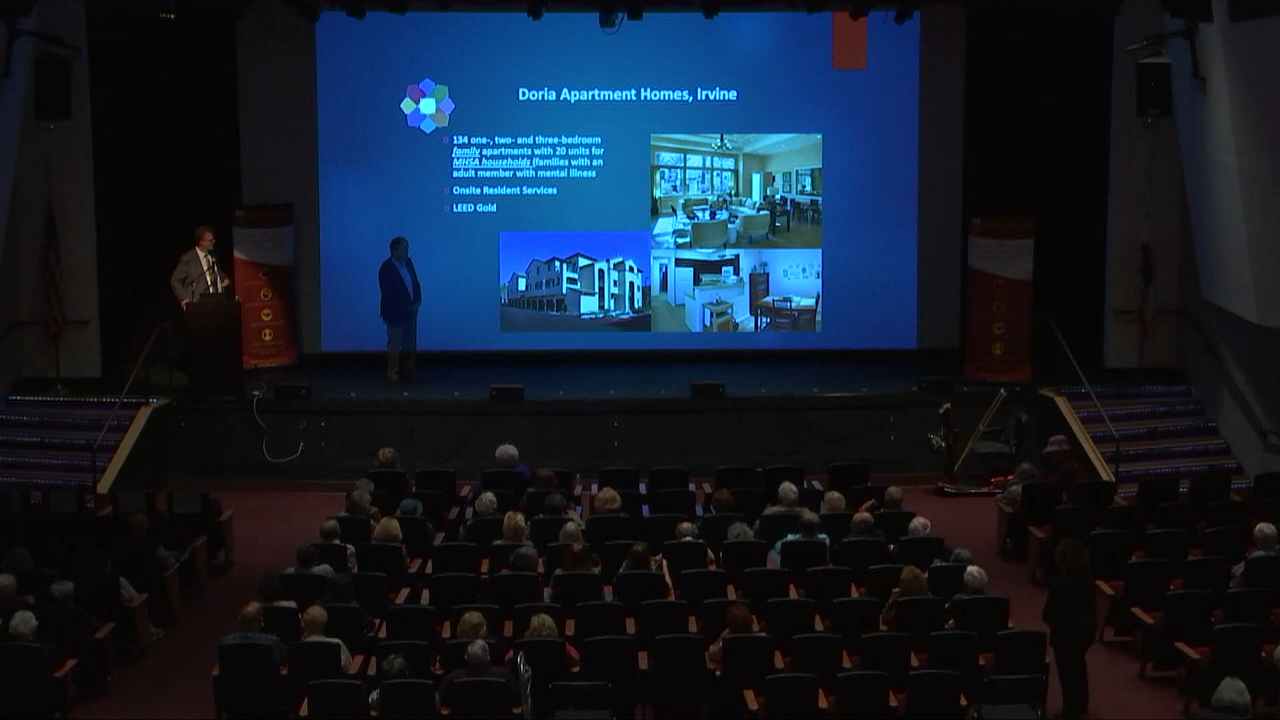 Doria Apartment Homes, Irvine
134 one-, two- and three-bedroom
family apartments with 20 units for
MHSA households (families with an
adult member with mental illness
Onsite Resident Services
LEED Gold